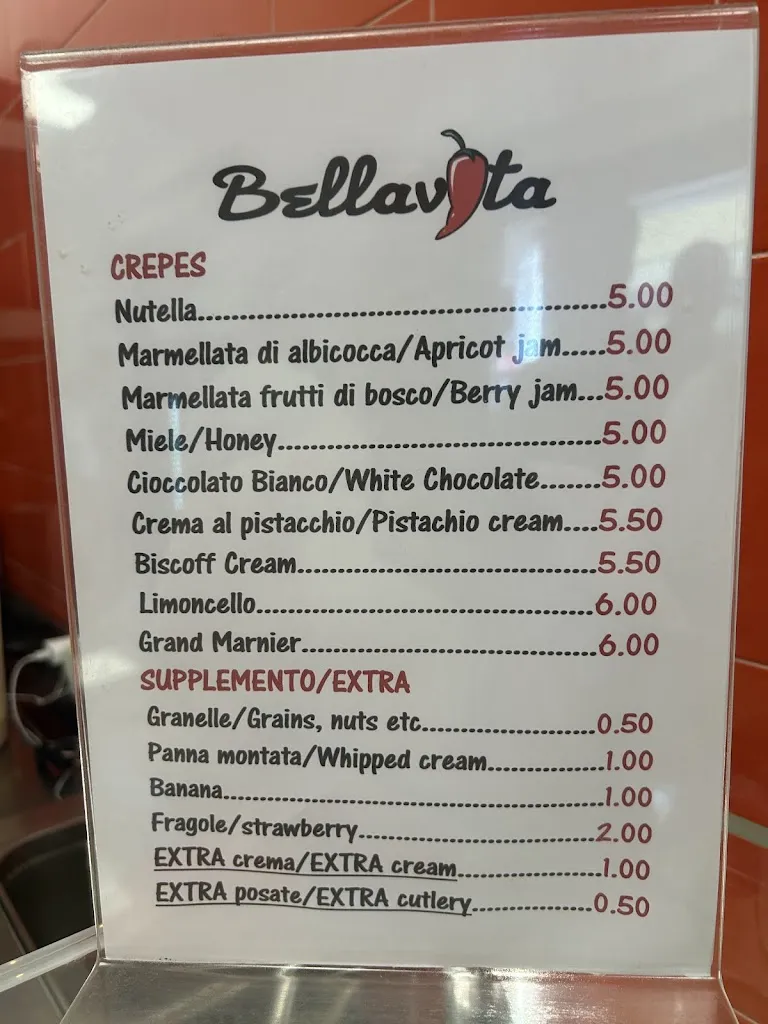 Bellavita
CREPES
Nutella..................................................5.00
Marmellata di albicocca/Apricot jam.....5.00
Marmellata frutti di bosco/Berry jam...5.00
Miele/Honey.......................................5.00
Cioccolato Bianco/White Chocolate.......5.00
Crema al pistacchio/Pistachio cream....5.50
Biscoff Cream.....................................5.50
Limoncello..........................................6.00
Grand Marnier....................................6.00
SUPPLEMENTO/EXTRA
Granelle/Grains, nuts etc......................0.50
Panna montata/Whipped cream..............1.00
Banana................................................1.00
Fragole/strawberry..............................2.00
EXTRA crema/EXTRA cream.................1.00
EXTRA posate/EXTRA cutlery...............0.50